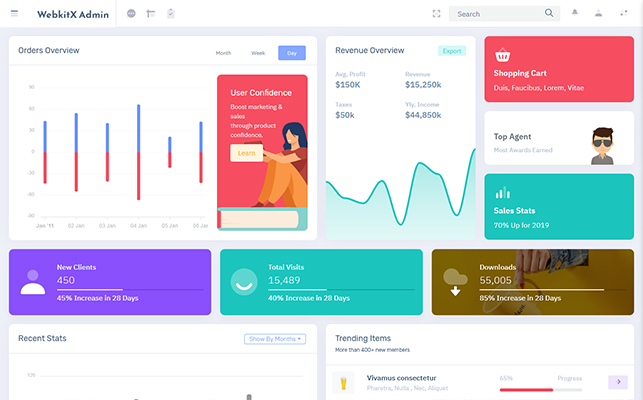 WebkitX Admin
Search
Orders Overview
Month
Week
Day
90
60
30
0
-30
-60
-90
Jan '11
02 Jan
03 Jan
04 Jan
05 Jan
06 Jan
User Confidence
Boost marketing &
sales
through product
confidence.
Learn
Revenue Overview
Export
Avg. Profit
$150K
Revenue
$15,250k
Taxes
$50k
Yly. Income
$44,850k
Shopping Cart
Duis, Faucibus, Lorem, Vitae
Top Agent
Most Awards Earned
Sales Stats
70% Up for 2019
New Clients
450
45% Increase in 28 Days
Total Visits
15,489
40% Increase in 28 Days
Downloads
55,005
85% Increase in 28 Days
Recent Stats
Show By Months
120
Trending Items
More than 400+ new members
Vivamus consectetur
Pharetra, Nulla , Nec, Aliquet
65%
Progress